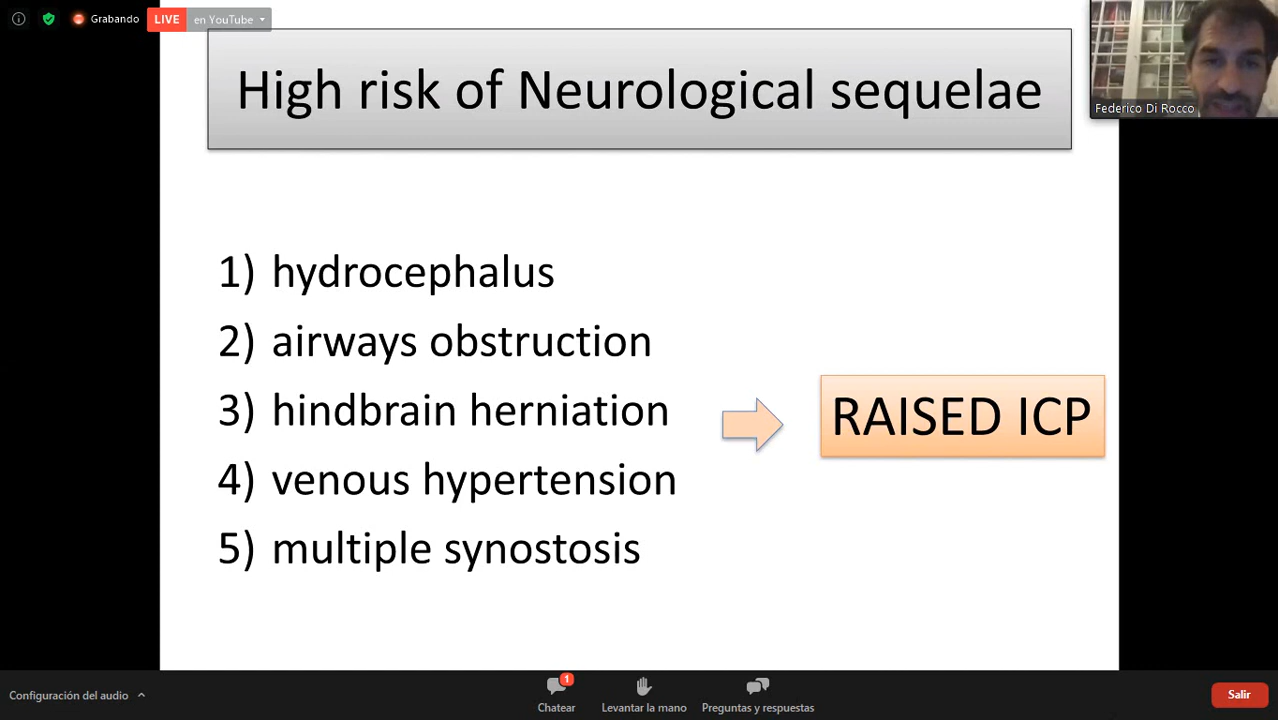 Grabando LIVE en YouTube
High risk of Neurological sequelae
Federico Di Rocco
1) hydrocephalus
2) airways obstruction
3) hindbrain herniation
4) venous hypertension
5) multiple synostosis
RAISED ICP
Configuración del audio
1
Chatear
Levantar la mano
Preguntas y respuestas
Salir